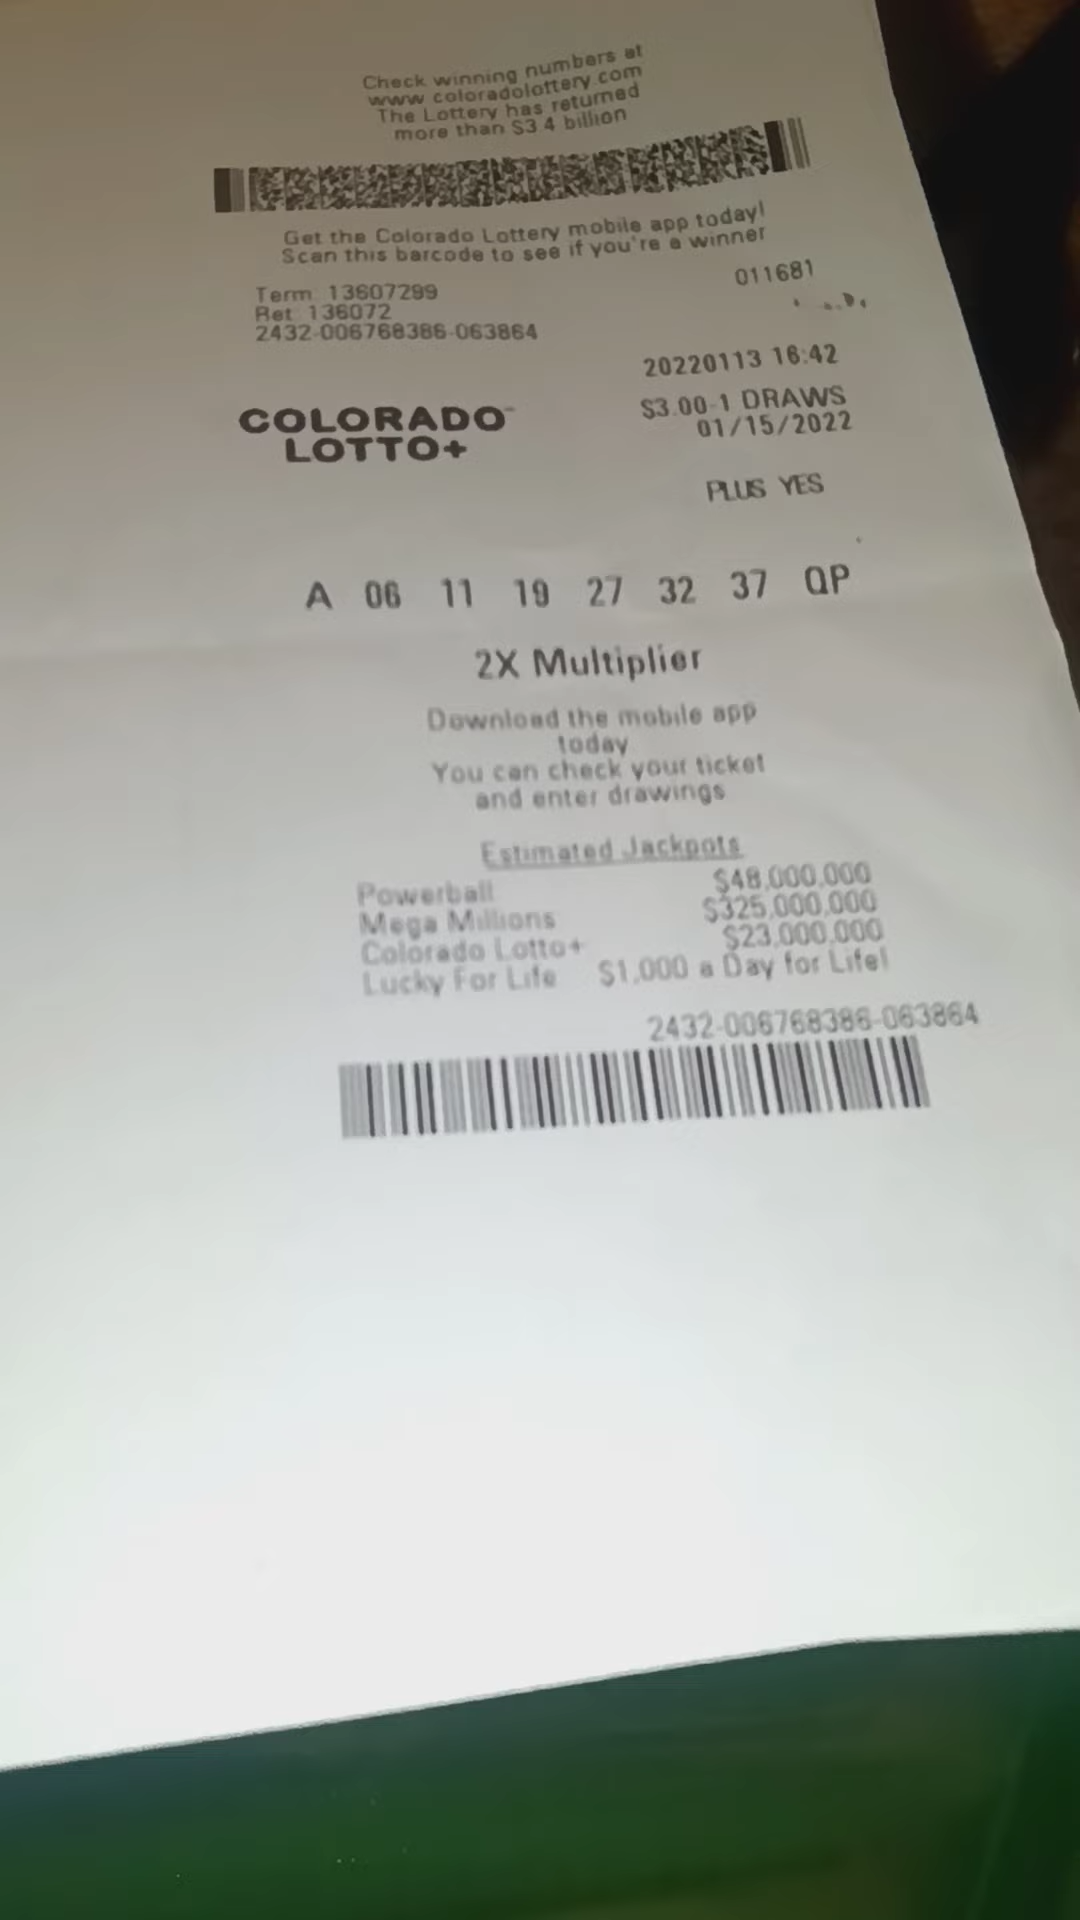 Check winning numbers at
www.coloradolottery.com
The Lottery has returned
more than $3.4 billion
Get the Colorado Lottery mobile app today!
Scan this barcode to see if you're a winner
Term: 13607299
011681
Ret: 136072
2432-006768386-063864
20220113 16:42
COLORADO
LOTTO+
$3.00-1 DRAWS
01/15/2022
PLUS YES
A 06 11 19 27 32 37 QP
2X Multiplier
Download the mobile app
today
You can check your ticket
and enter drawings
Estimated Jackpots
Powerball $48,000,000
Mega Millions $325,000,000
Colorado Lotto+ $23,000,000
Lucky For Life $1,000 a Day for Life!
2432-006768386-063864